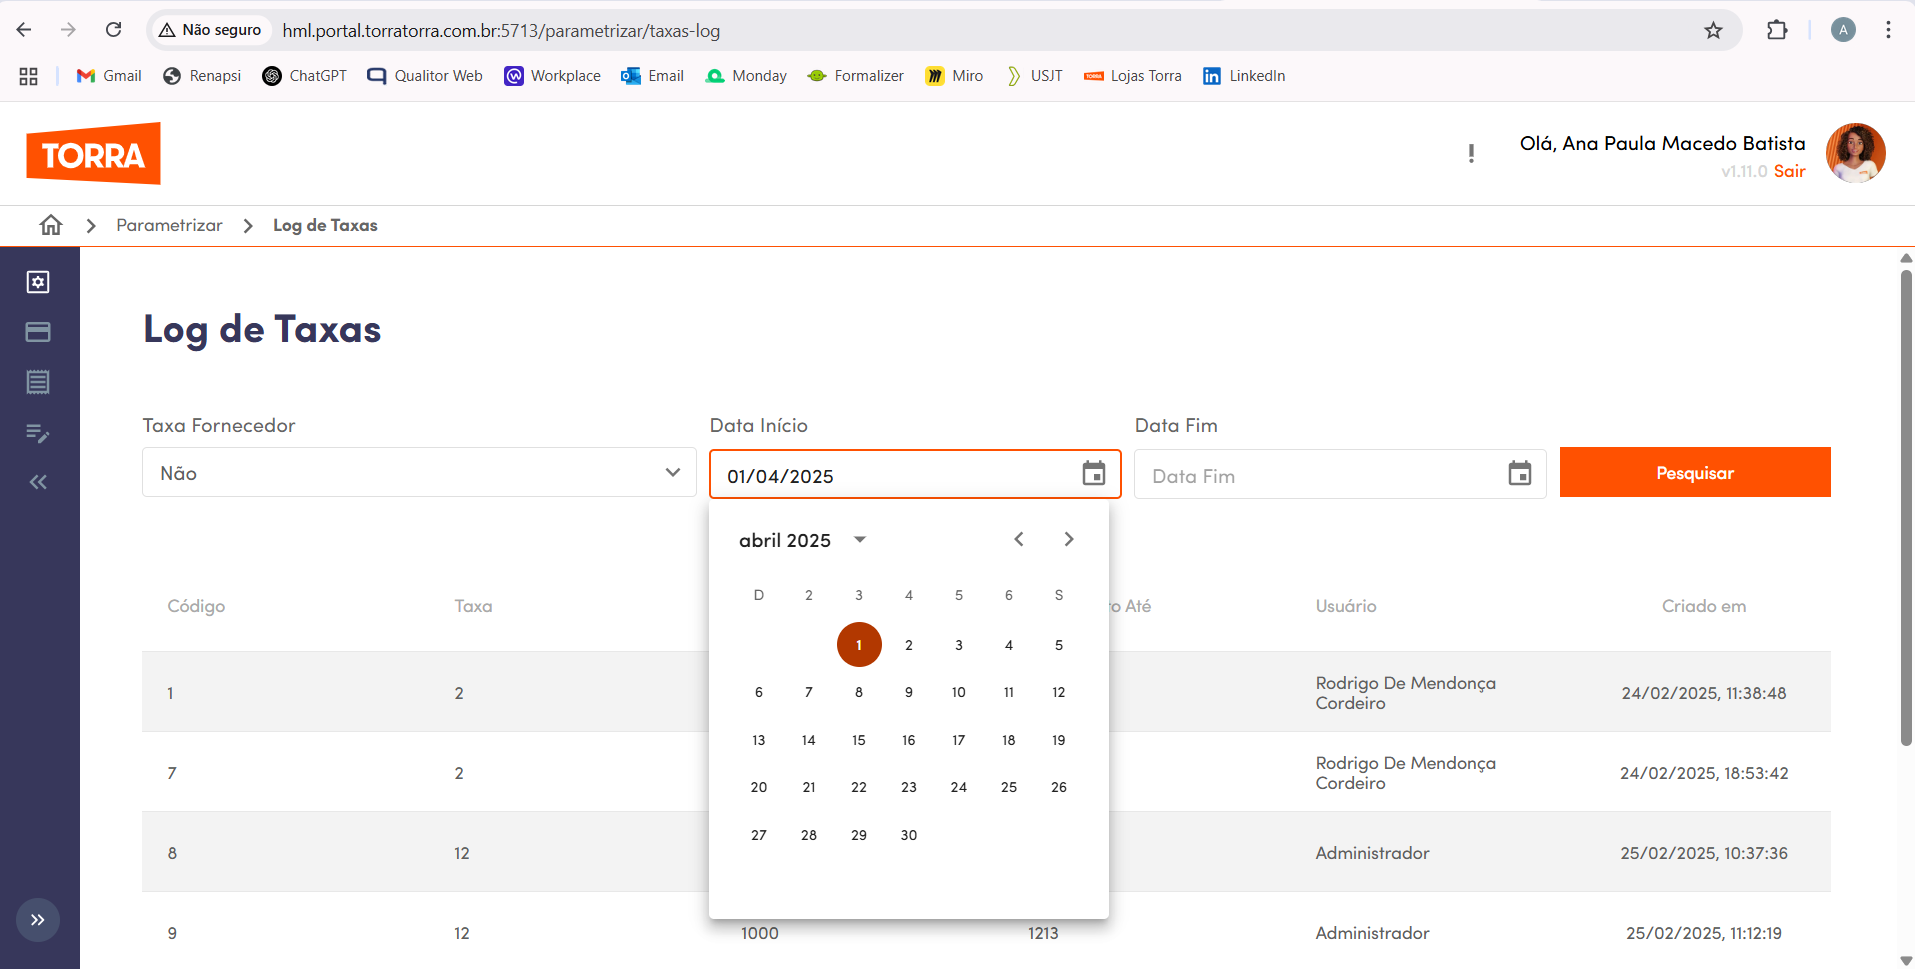 Não seguro
hml.portal.torratorra.com.br:5713/parametrizar/taxas-log
A
Gmail
Renapsi
ChatGPT
Qualitor Web
Workplace
Email
Monday
Formalizer
Miro
USJT
Lojas Torra
LinkedIn
TORRA
Olá, Ana Paula Macedo Batista
v1.11.0 Sair
Parametrizar
Log de Taxas
Log de Taxas
Taxa Fornecedor
Data Início
Data Fim
Não
01/04/2025
Data Fim
Pesquisar
abril 2025
D 2 3 4 5 6 S
1 2 3 4 5
6 7 8 9 10 11 12
13 14 15 16 17 18 19
20 21 22 23 24 25 26
27 28 29 30
Código Taxa Até Usuário Criado em
1 2 Rodrigo De Mendonça
Cordeiro 24/02/2025, 11:38:48
7 2 Rodrigo De Mendonça
Cordeiro 24/02/2025, 18:53:42
8 12 Administrador 25/02/2025, 10:37:36
9 12 1000 1213 Administrador 25/02/2025, 11:12:19